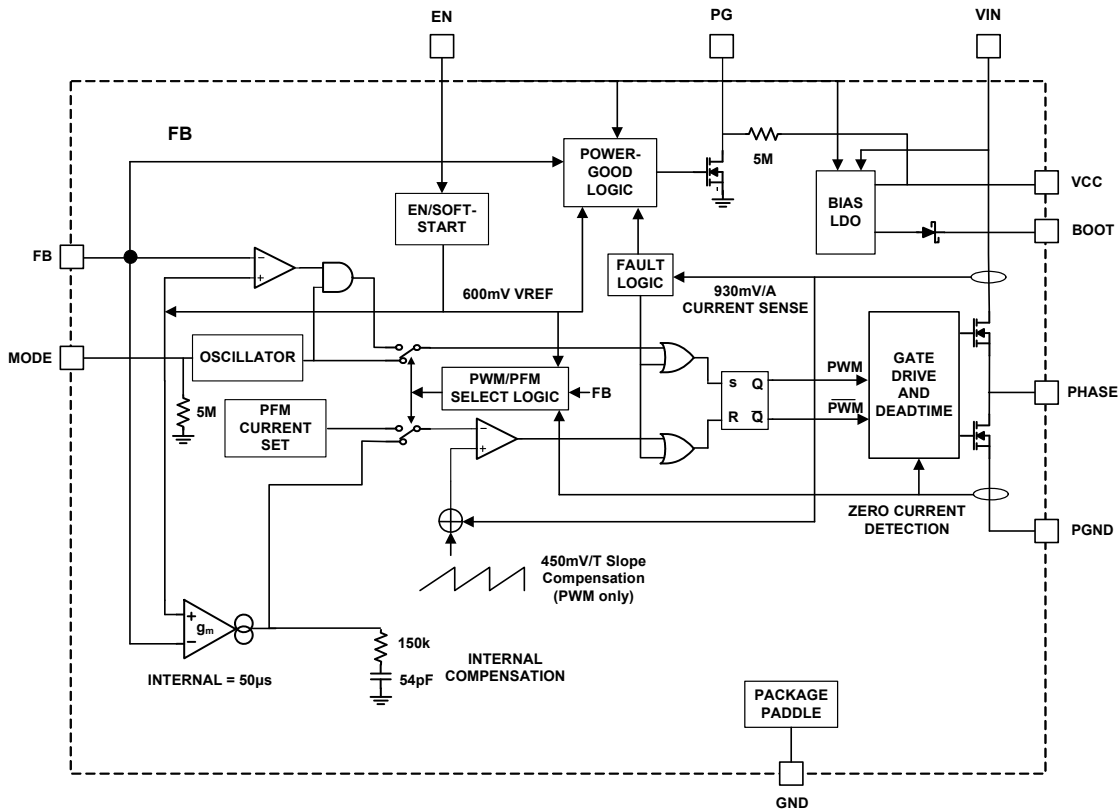 EN
PG
VIN
FB
POWER-
GOOD
LOGIC
5M
BIAS
LDO
VCC
BOOT
EN/SOFT-
START
FB
FAULT
LOGIC
930mV/A
CURRENT SENSE
600mV VREF
MODE
OSCILLATOR
5M
PWM/PFM
SELECT LOGIC
FB
S Q
R Q
PWM
PWM
GATE
DRIVE
AND
DEADTIME
PHASE
PFM
CURRENT
SET
ZERO CURRENT
DETECTION
PGND
450mV/T Slope
Compensation
(PWM only)
+
−
gm
150k
54pF
INTERNAL
COMPENSATION
INTERNAL = 50µs
PACKAGE
PADDLE
GND